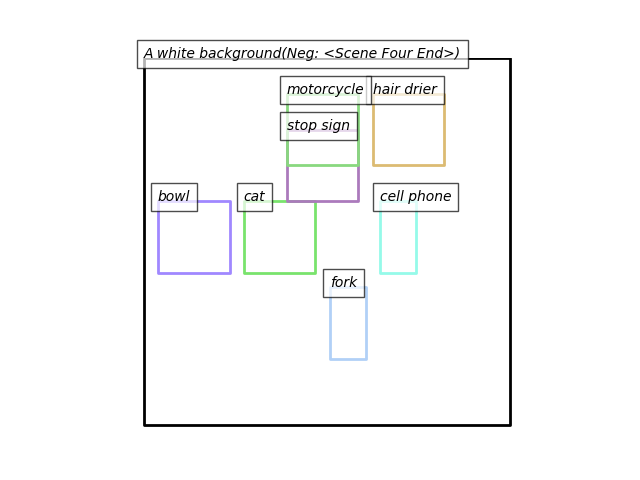 A white background(Neg: <Scene Four End>)
motorcycle
hair drier
stop sign
bowl
cat
cell phone
fork